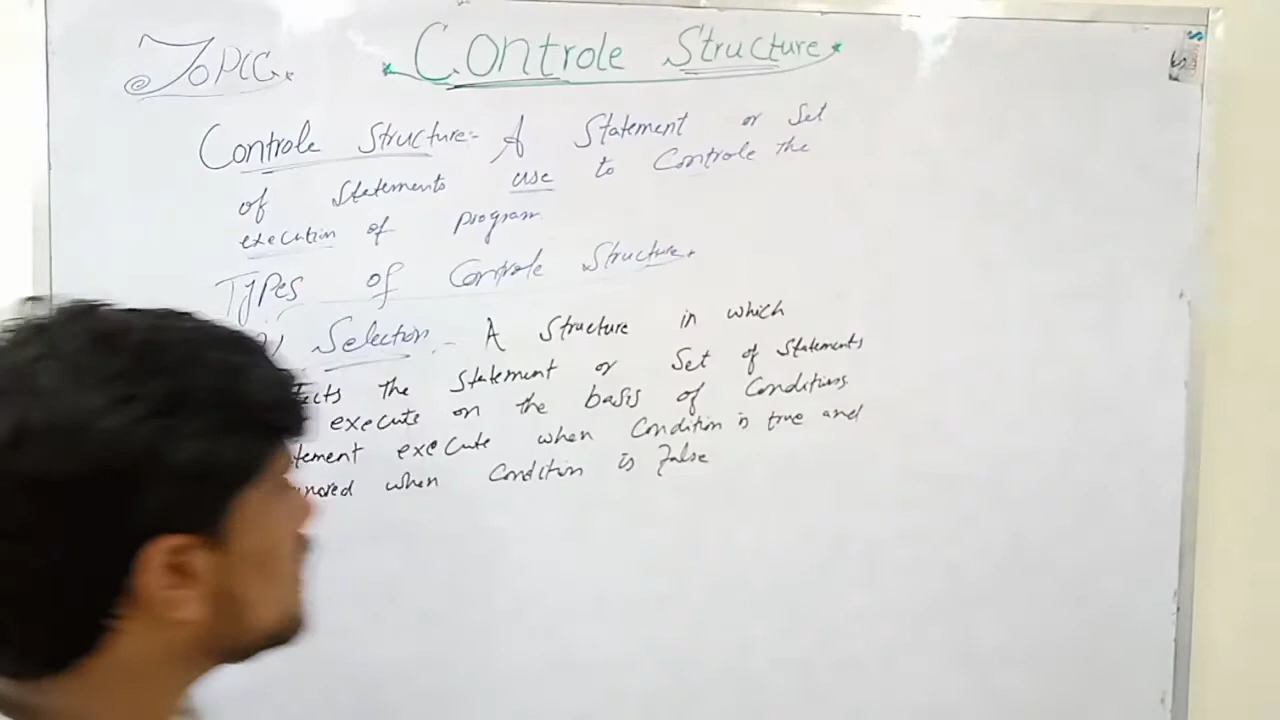 TOPIC.
Controle Structure
Controle Structure:- A Statement or Set
of Statements use to Controle the
execution of program
Types of Controle Structure.
Selection :- A Structure in which
the Statement or Set of Statements
execute on the basis of Conditions
execute when Condition is true and
when Condition is False